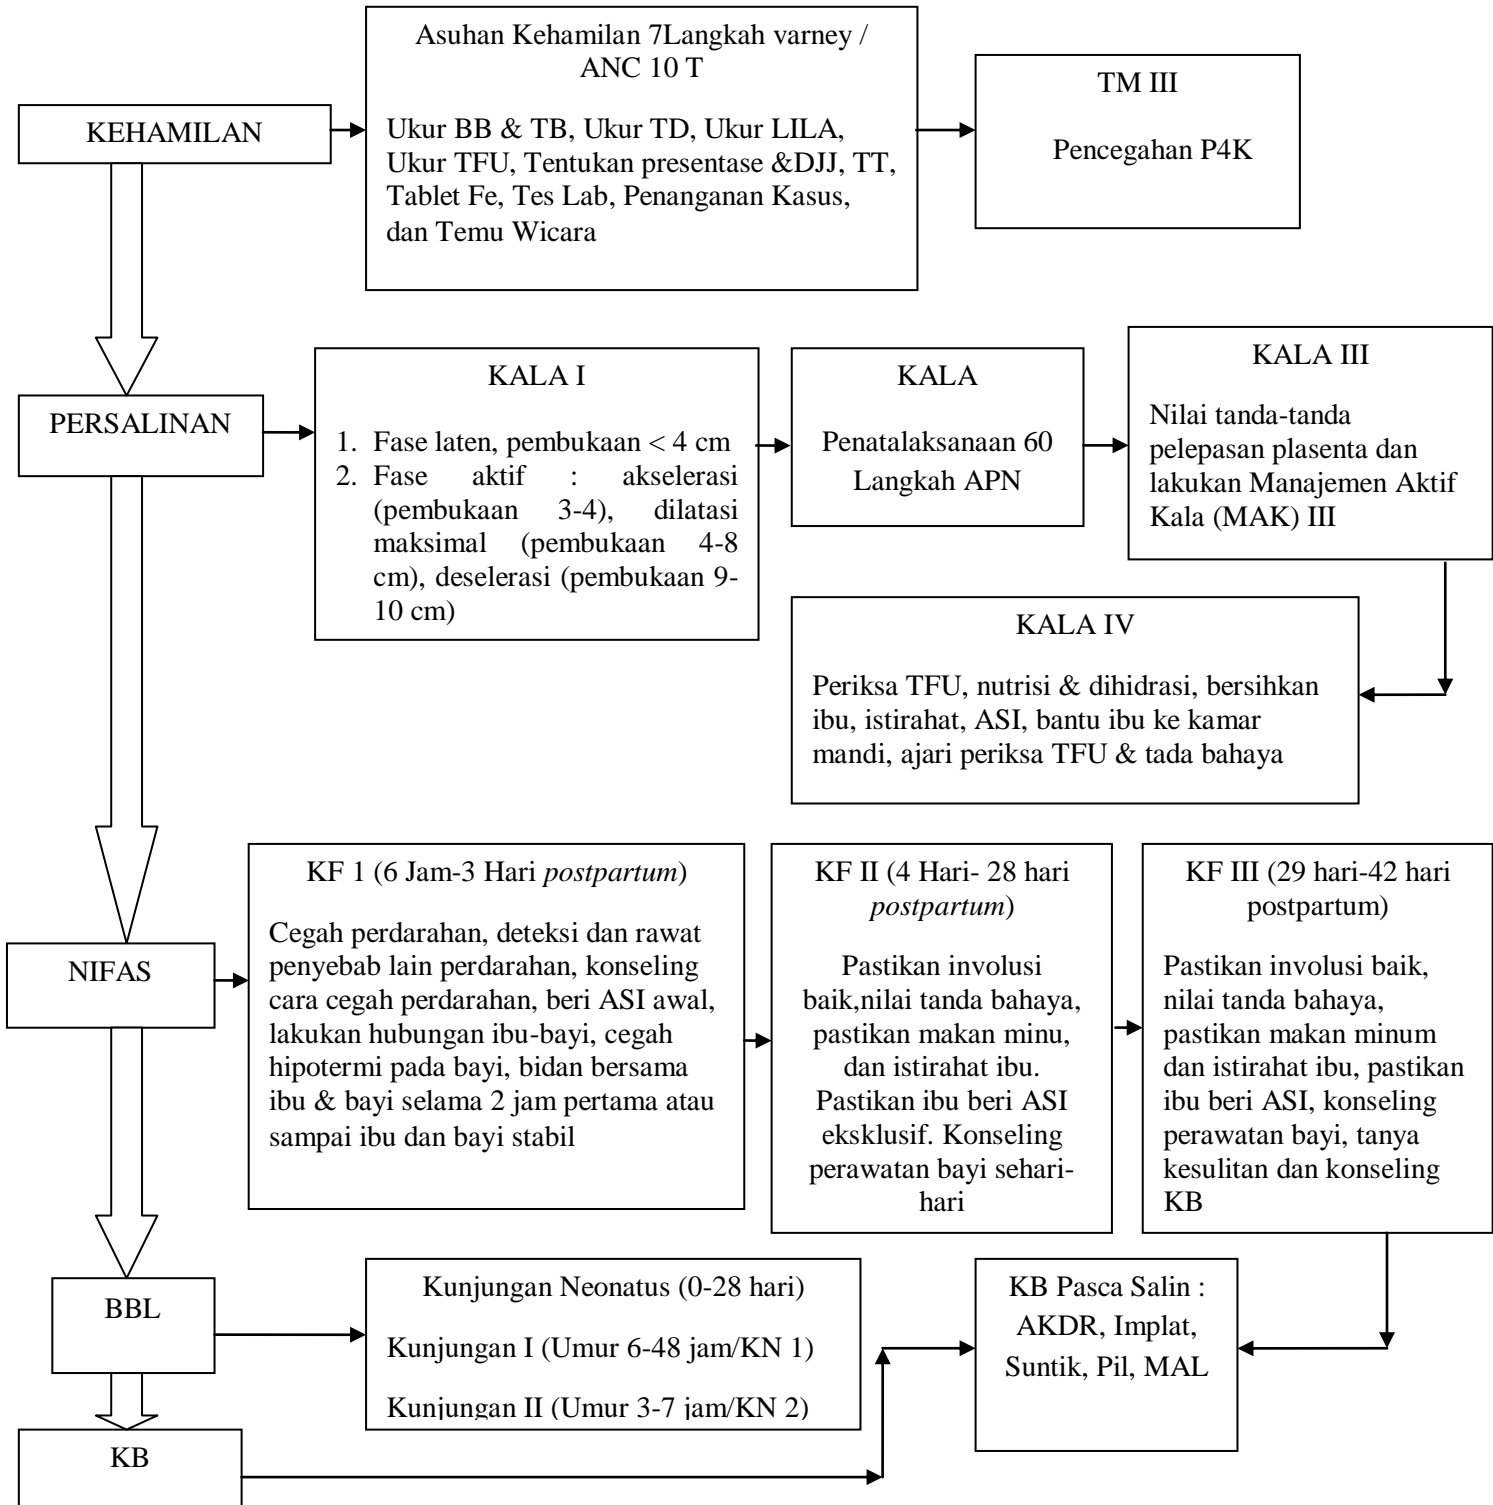 KEHAMILAN
Asuhan Kehamilan 7Langkah varney /
ANC 10 T
Ukur BB & TB, Ukur TD, Ukur LILA,
Ukur TFU, Tentukan presentase &DJJ, TT,
Tablet Fe, Tes Lab, Penanganan Kasus,
dan Temu Wicara
TM III
Pencegahan P4K
PERSALINAN
KALA I
1. Fase laten, pembukaan < 4 cm
2. Fase aktif : akselerasi
(pembukaan 3-4), dilatasi
maksimal (pembukaan 4-8
cm), deselerasi (pembukaan 9-
10 cm)
KALA
Penatalaksanaan 60
Langkah APN
KALA III
Nilai tanda-tanda
pelepasan plasenta dan
lakukan Manajemen Aktif
Kala (MAK) III
KALA IV
Periksa TFU, nutrisi & dihidrasi, bersihkan
ibu, istirahat, ASI, bantu ibu ke kamar
mandi, ajari periksa TFU & tada bahaya
NIFAS
KF 1 (6 Jam-3 Hari postpartum)
Cegah perdarahan, deteksi dan rawat
penyebab lain perdarahan, konseling
cara cegah perdarahan, beri ASI awal,
lakukan hubungan ibu-bayi, cegah
hipotermi pada bayi, bidan bersama
ibu & bayi selama 2 jam pertama atau
sampai ibu dan bayi stabil
KF II (4 Hari- 28 hari
postpartum)
Pastikan involusi
baik,nilai tanda bahaya,
pastikan makan minu,
dan istirahat ibu.
Pastikan ibu beri ASI
eksklusif. Konseling
perawatan bayi sehari-
hari
KF III (29 hari-42 hari
postpartum)
Pastikan involusi baik,
nilai tanda bahaya,
pastikan makan minum
dan istirahat ibu, pastikan
ibu beri ASI, konseling
perawatan bayi, tanya
kesulitan dan konseling
KB
BBL
Kunjungan Neonatus (0-28 hari)
Kunjungan I (Umur 6-48 jam/KN 1)
Kunjungan II (Umur 3-7 jam/KN 2)
KB Pasca Salin :
AKDR, Implat,
Suntik, Pil, MAL
KB